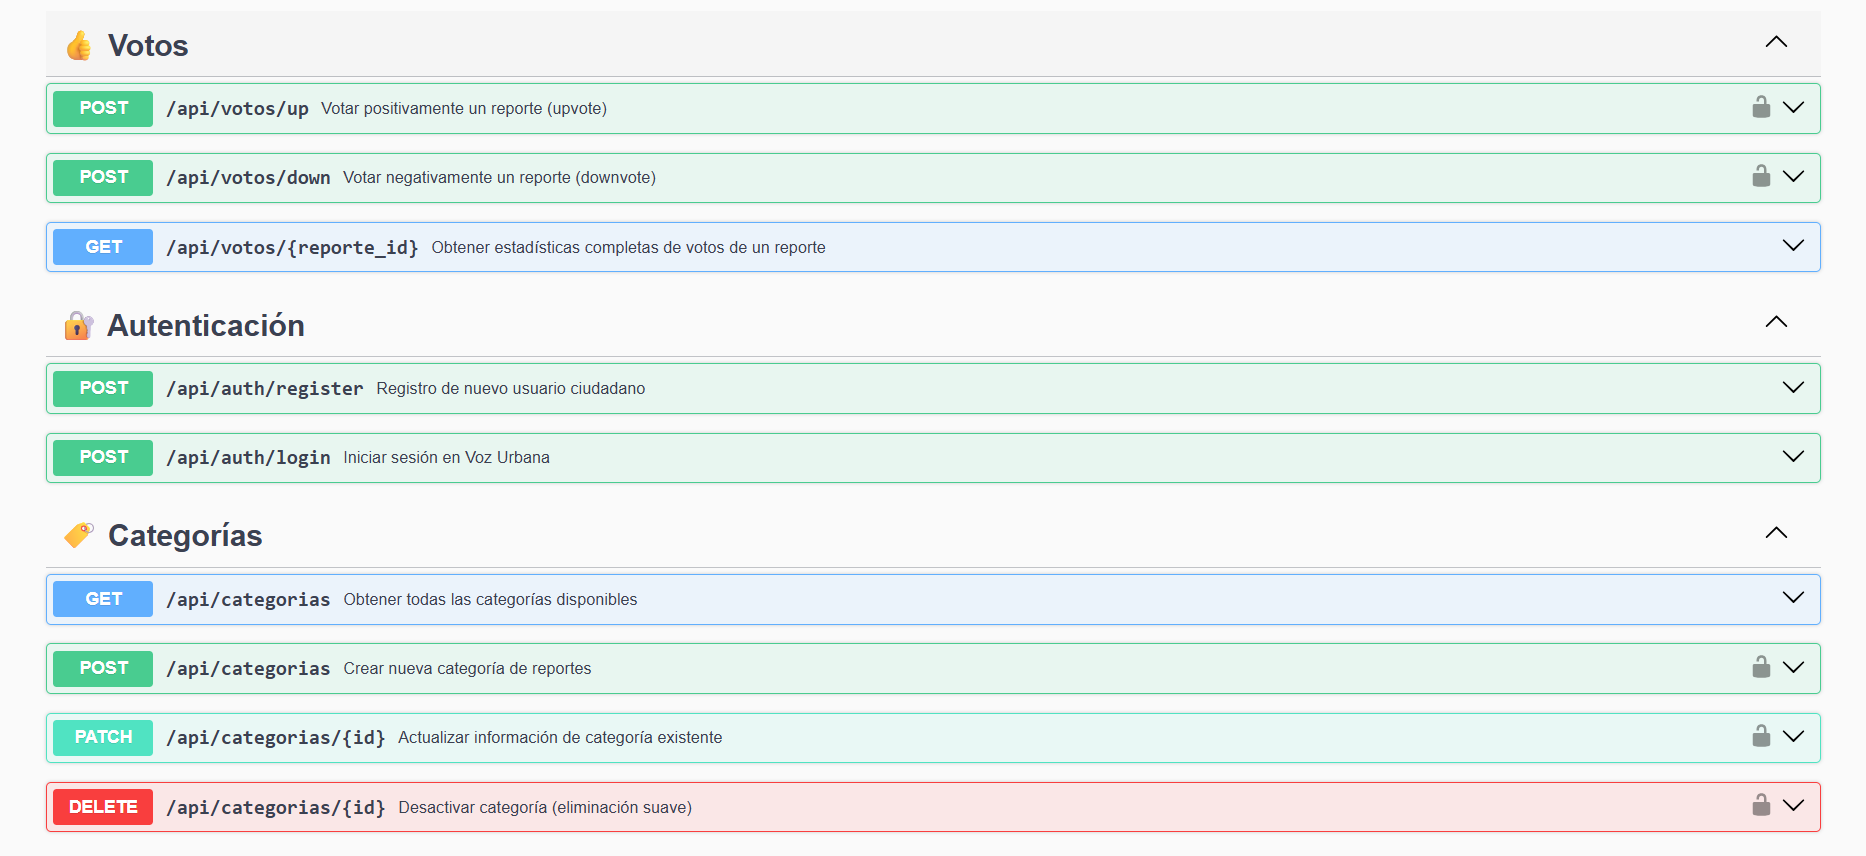 Votos
POST /api/votos/up Votar positivamente un reporte (upvote)
POST /api/votos/down Votar negativamente un reporte (downvote)
GET /api/votos/{reporte_id} Obtener estadísticas completas de votos de un reporte
Autenticación
POST /api/auth/register Registro de nuevo usuario ciudadano
POST /api/auth/login Iniciar sesión en Voz Urbana
Categorías
GET /api/categorias Obtener todas las categorías disponibles
POST /api/categorias Crear nueva categoría de reportes
PATCH /api/categorias/{id} Actualizar información de categoría existente
DELETE /api/categorias/{id} Desactivar categoría (eliminación suave)